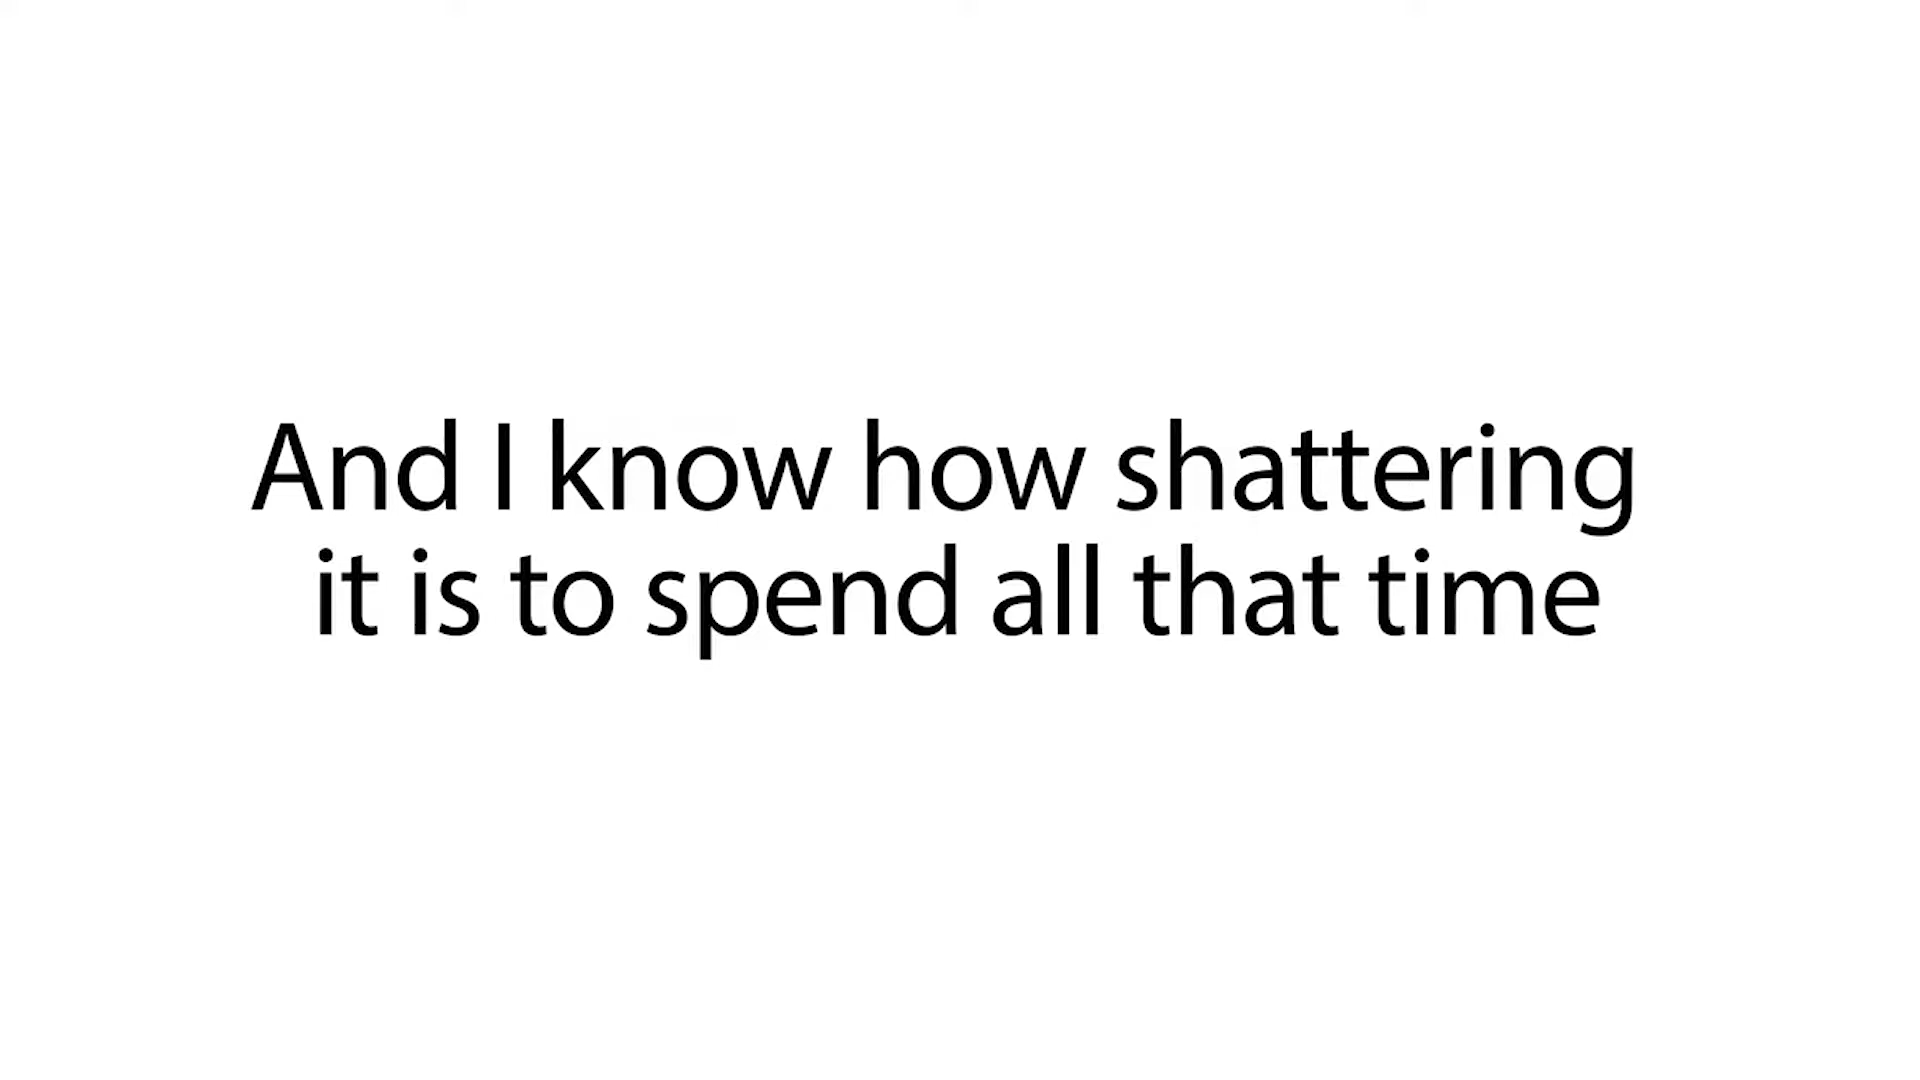 And I know how shattering
it is to spend all that time